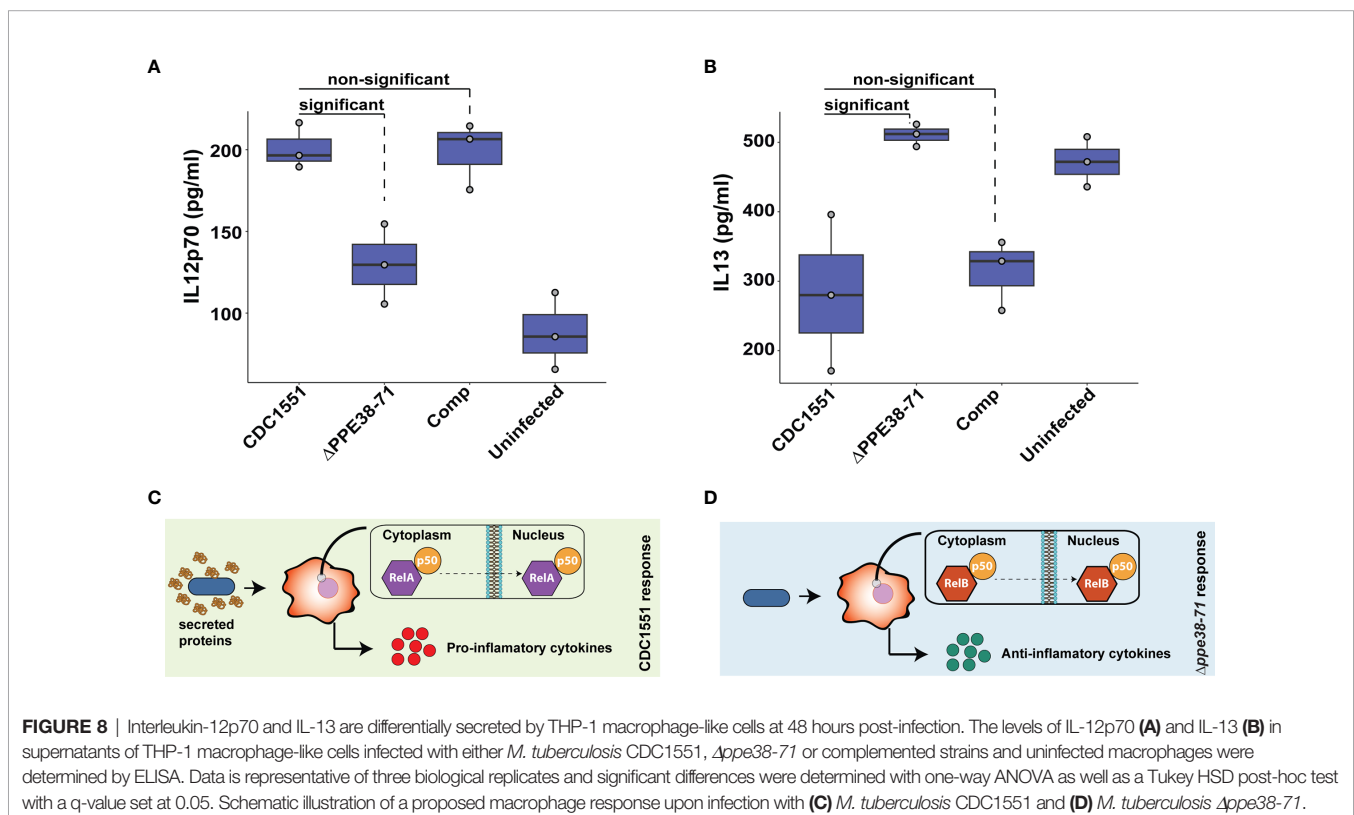 A
non-significant
significant
IL12p70 (pg/ml)
200
150
100
CDC1551
ΔPPE38-71
Comp
Uninfected
B
non-significant
significant
IL13 (pg/ml)
500
400
300
200
CDC1551
ΔPPE38-71
Comp
Uninfected
C
secreted
proteins
Cytoplasm
Nucleus
p50
RelA
p50
RelA
Pro-inflamatory cytokines
CDC1551 response
D
Cytoplasm
Nucleus
p50
RelB
p50
RelB
Anti-inflamatory cytokines
Δppe38-71 response
FIGURE 8 | Interleukin-12p70 and IL-13 are differentially secreted by THP-1 macrophage-like cells at 48 hours post-infection. The levels of IL-12p70 (A) and IL-13 (B) in
supernatants of THP-1 macrophage-like cells infected with either M. tuberculosis CDC1551, Δppe38-71 or complemented strains and uninfected macrophages were
determined by ELISA. Data is representative of three biological replicates and significant differences were determined with one-way ANOVA as well as a Tukey HSD post-hoc test
with a q-value set at 0.05. Schematic illustration of a proposed macrophage response upon infection with (C) M. tuberculosis CDC1551 and (D) M. tuberculosis Δppe38-71.